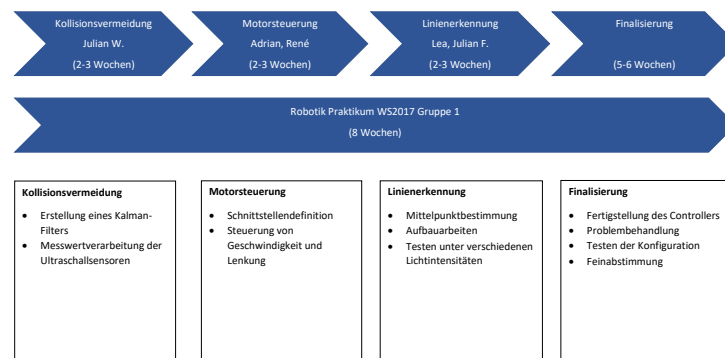 Kollisionsvermeidung
Julian W.
(2-3 Wochen)
Motorsteuerung
Adrian, René
(2-3 Wochen)
Linienerkennung
Lea, Julian F.
(2-3 Wochen)
Finalisierung
(5-6 Wochen)
Robotik Praktikum WS2017 Gruppe 1
(8 Wochen)
Kollisionsvermeidung
• Erstellung eines Kalman-
Filters
• Messwertverarbeitung der
Ultraschallsensoren
Motorsteuerung
• Schnittstellendefinition
• Steuerung von
Geschwindigkeit und
Lenkung
Linienerkennung
• Mittelpunktbestimmung
• Aufbauarbeiten
• Testen unter verschiedenen
Lichtintensitäten
Finalisierung
• Fertigstellung des Controllers
• Problembehandlung
• Testen der Konfiguration
• Feinabstimmung